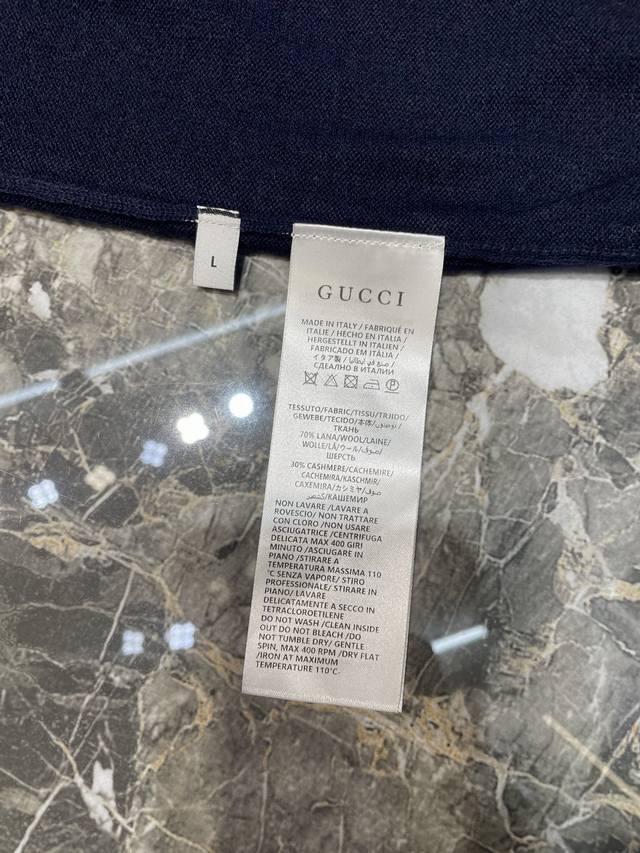 L
GUCCI
MADE IN ITALY / FABRIQUÉ EN
ITALIE / HECHO EN ITALIA /
HERGESTELLT IN ITALIEN /
FABRICADO EM ITÁLIA /
イタリア製 / صنع في ايطاليا /
СДЕЛАНО В ИТАЛИИ
P
TESSUTO/FABRIC/TISSU/TEJIDO/
GEWEBE/TECIDO/本体/
ТКАНЬ
70% LANA/WOOL/LAINE/
WOLLE/LÃ/ウール/صوف/
ШЕРСТЬ
30% CASHMERE/CACHEMIRE/
CACHEMIRA/KASCHMIR/
CAXEMIRA/カシミヤ/صوف
كشمير/КАШЕМИР
NON LAVARE /LAVARE A
ROVESCIO/ NON TRATTARE
CON CLORO /NON USARE
ASCIUGATRICE /CENTRIFUGA
DELICATA MAX 400 GIRI
MINUTO /ASCIUGARE IN
PIANO /STIRARE A
TEMPERATURA MASSIMA 110
°C SENZA VAPORE/ STIRO
PROFESSIONALE/ STIRARE IN
PIANO/ LAVARE
DELICATAMENTE A SECCO IN
TETRACLOROETILENE
DO NOT WASH /CLEAN INSIDE
OUT DO NOT BLEACH /DO
NOT TUMBLE DRY/ GENTLE
SPIN, MAX 400 RPM /DRY FLAT
/IRON AT MAXIMUM
TEMPERATURE 110°C-